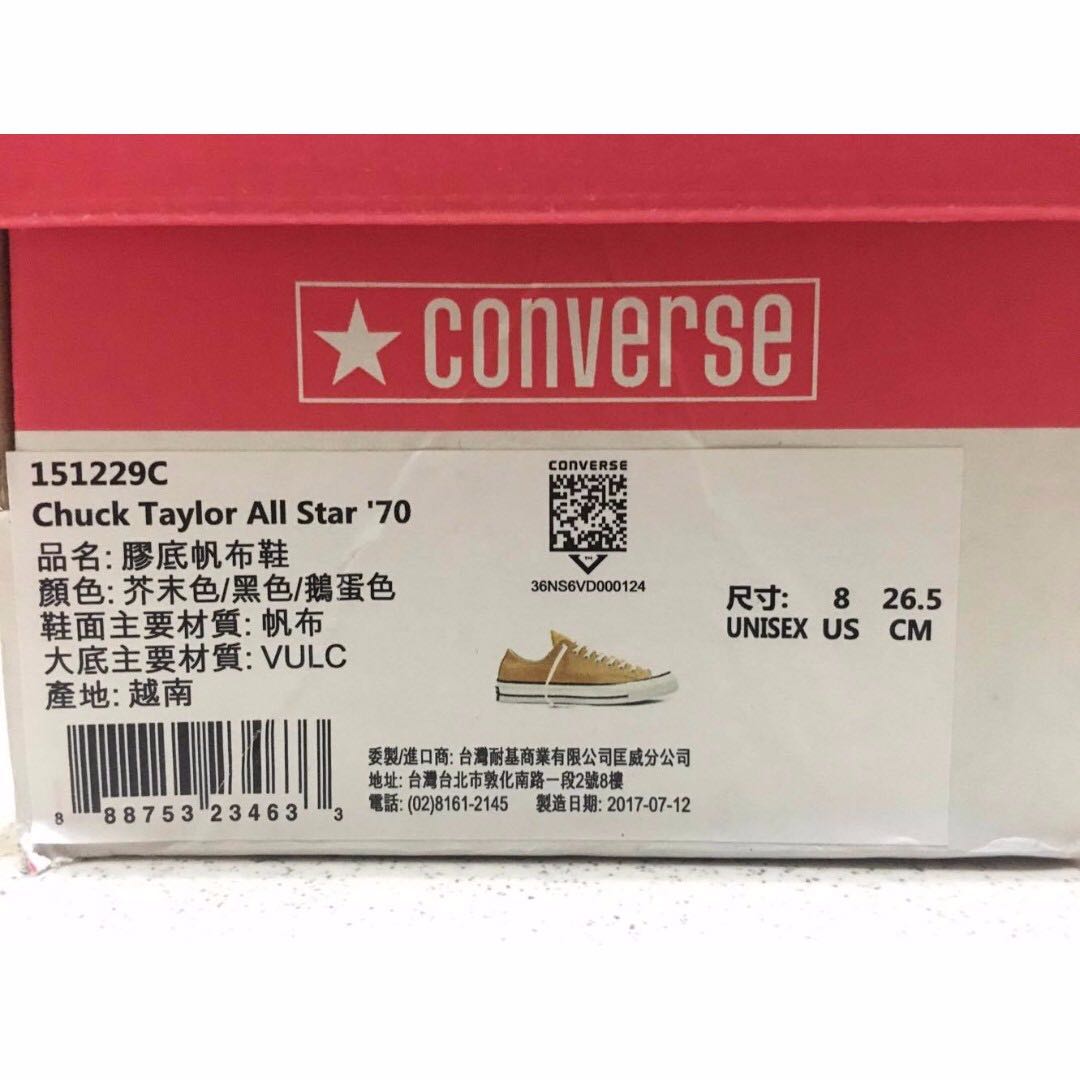 CONVERSE
151229C
Chuck Taylor All Star '70
品名: 膠底帆布鞋
顏色: 芥末色/黑色/鵝蛋色
鞋面主要材質: 帆布
大底主要材質: VULC
產地: 越南
CONVERSE
36NS6VD000124
尺寸: 8 26.5
UNISEX US CM
委製/進口商: 台灣耐基商業有限公司匡威分公司
地址: 台灣台北市敦化南路一段2號8樓
電話: (02)8161-2145 製造日期: 2017-07-12
8 88753 23463 3